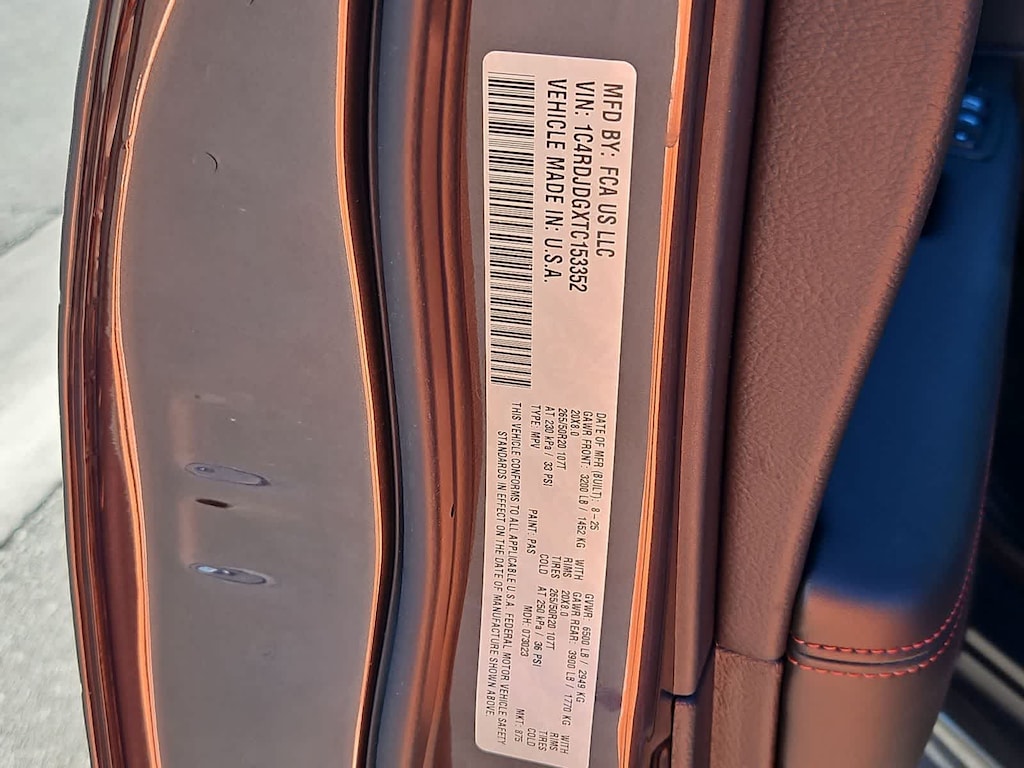 MFD BY: FCA US LLC
VIN: 1C4RDJDGXTC153352
VEHICLE MADE IN: U.S.A.
DATE OF MFR (BUILT): 8-25 GVWR: 6500 LB / 2949 KG
GAWR FRONT: 3200 LB / 1452 KG WITH GAWR REAR: 3900 LB / 1770 KG WITH
20X8.0 RIMS 20X8.0 RIMS
265/50R20 107T TIRES 265/50R20 107T TIRES
AT 230 kPa / 33 PSI COLD AT 250 kPa / 36 PSI COLD
TYPE: MPV PAINT: PAS MDH: 073023 MKT: 875
THIS VEHICLE CONFORMS TO ALL APPLICABLE U.S.A. FEDERAL MOTOR VEHICLE SAFETY
STANDARDS IN EFFECT ON THE DATE OF MANUFACTURE SHOWN ABOVE.